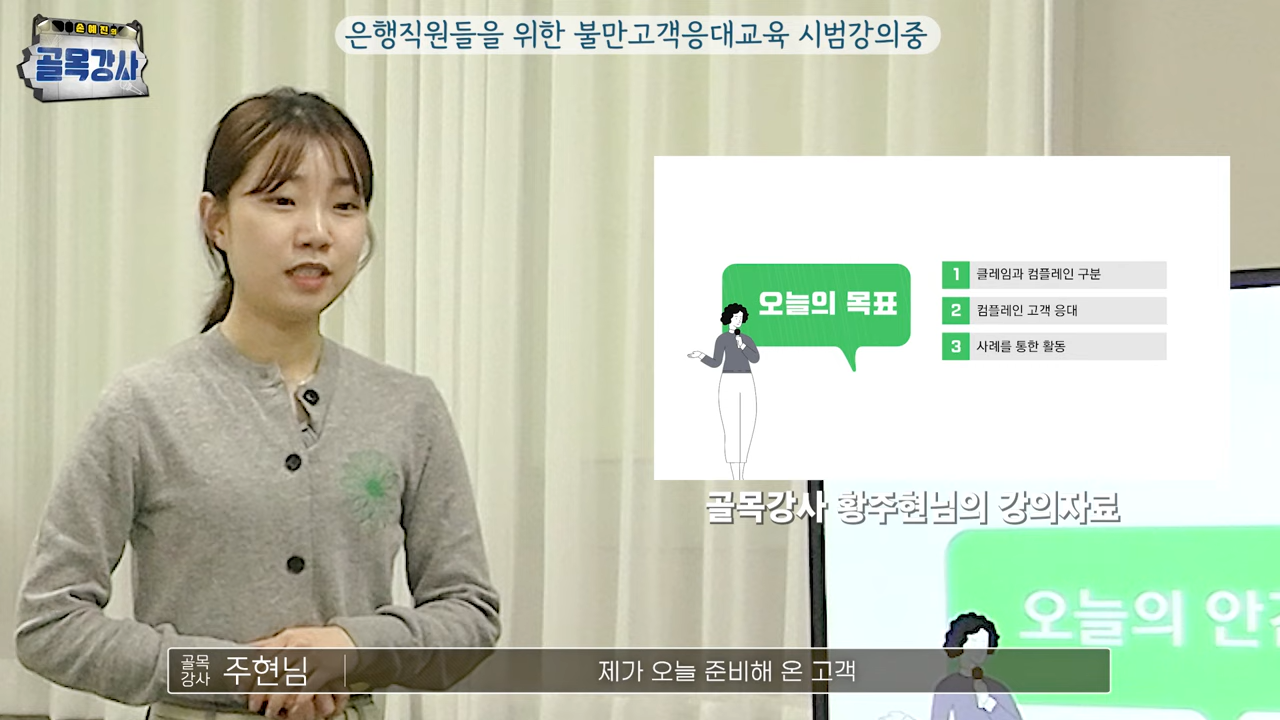 손예진의
골목강사
은행직원들을 위한 불만고객응대교육 시범강의중
오늘의 목표
1 클레임과 컴플레인 구분
2 컴플레인 고객 응대
3 사례를 통한 활동
골목강사 황주현님의 강의자료
오늘의 안
골목
강사
주현님
제가 오늘 준비해 온 고객